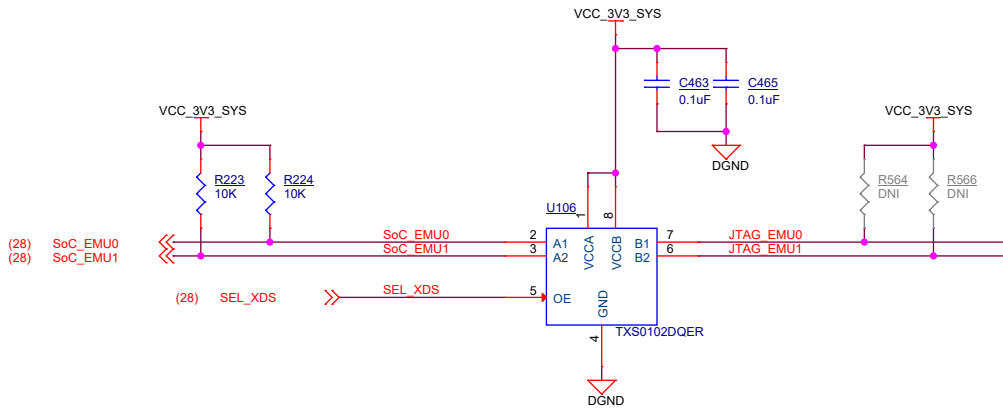 VCC_3V3_SYS
C463
0.1uF
C465
0.1uF
DGND
VCC_3V3_SYS
R223
10K
R224
10K
VCC_3V3_SYS
R564
DNI
R566
DNI
U106
1
8
VCCA
VCCB
(28) SoC_EMU0
SoC_EMU0
2
A1
B1
7
JTAG_EMU0
(28) SoC_EMU1
SoC_EMU1
3
A2
B2
6
JTAG_EMU1
(28) SEL_XDS
SEL_XDS
5
OE
GND
4
TXS0102DQER
DGND